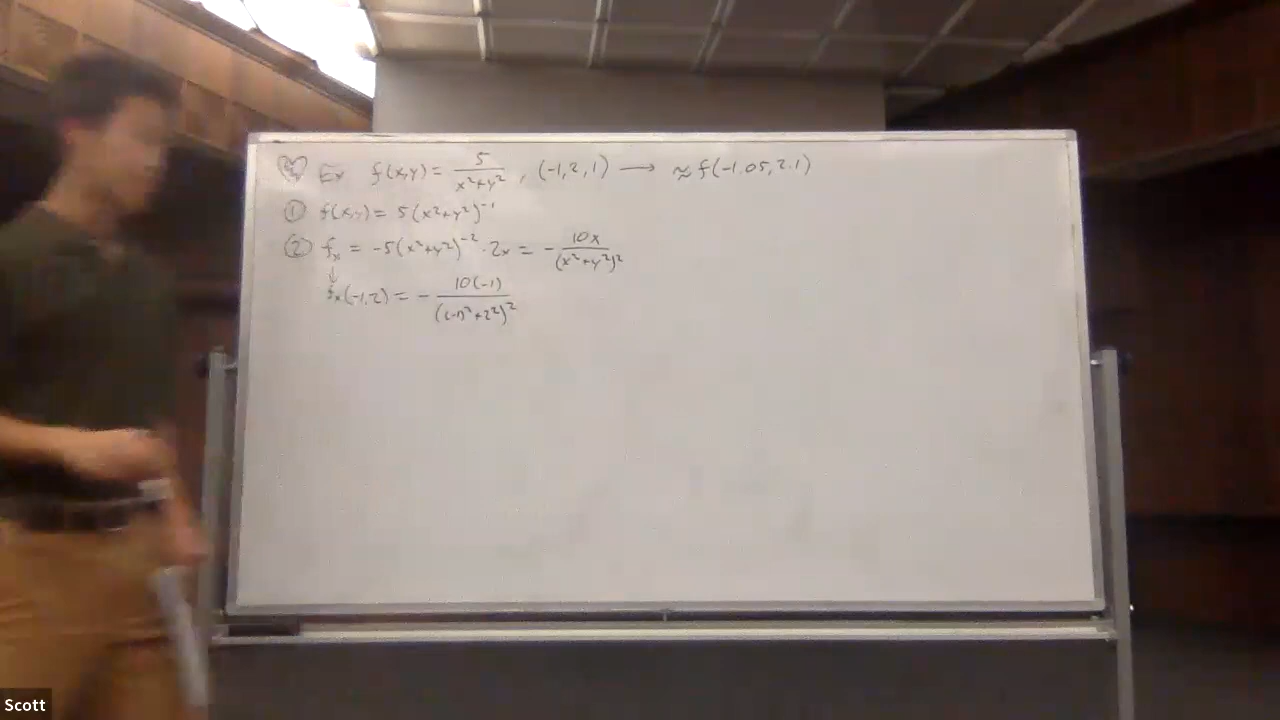 Ex f(x,y) = 5/(x²+y²), (-1,2,1) → ≈ f(-1.05, 2.1)
① f(x,y) = 5(x²+y²)⁻¹
② fₓ = -5(x²+y²)⁻² · 2x = - 10x/(x²+y²)²
↓
fₓ(-1,2) = - 10(-1)/((-1)²+2²)²
Scott